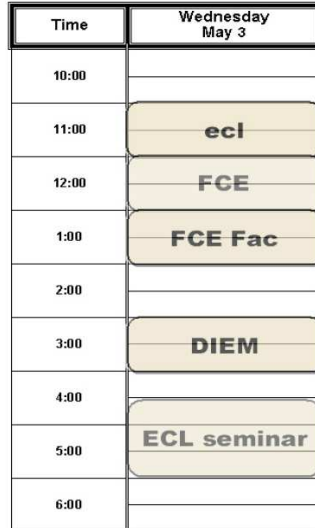 Time
Wednesday
May 3
10:00
11:00
ecl
12:00
FCE
1:00
FCE Fac
2:00
3:00
DIEM
4:00
ECL seminar
5:00
6:00